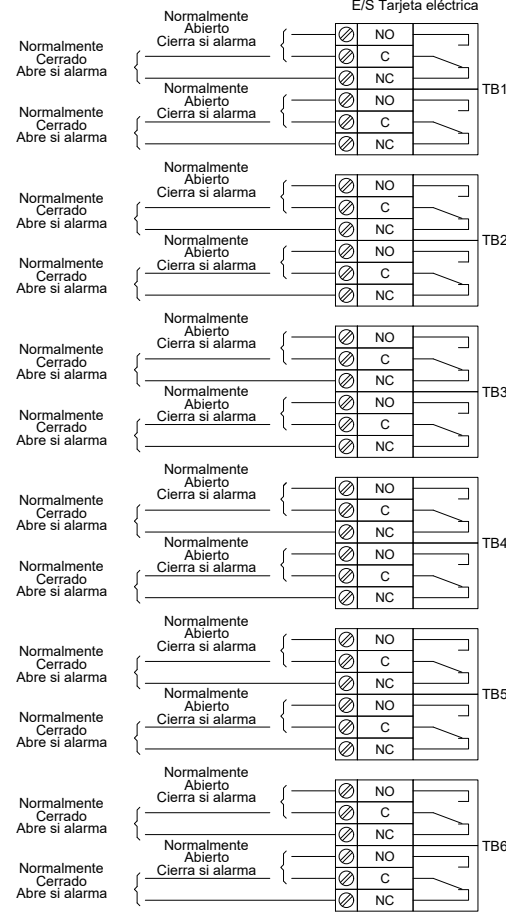 E/S Tarjeta eléctrica
Normalmente
Abierto
Cierra si alarma
NO
Normalmente
Cerrado
Abre si alarma
C
NC
Normalmente
Abierto
Cierra si alarma
NO
TB1
Normalmente
Cerrado
Abre si alarma
C
NC
Normalmente
Abierto
Cierra si alarma
NO
Normalmente
Cerrado
Abre si alarma
C
NC
Normalmente
Abierto
Cierra si alarma
NO
TB2
Normalmente
Cerrado
Abre si alarma
C
NC
Normalmente
Abierto
Cierra si alarma
NO
Normalmente
Cerrado
Abre si alarma
C
NC
Normalmente
Abierto
Cierra si alarma
NO
TB3
Normalmente
Cerrado
Abre si alarma
C
NC
Normalmente
Abierto
Cierra si alarma
NO
Normalmente
Cerrado
Abre si alarma
C
NC
Normalmente
Abierto
Cierra si alarma
NO
TB4
Normalmente
Cerrado
Abre si alarma
C
NC
Normalmente
Abierto
Cierra si alarma
NO
Normalmente
Cerrado
Abre si alarma
C
NC
Normalmente
Abierto
Cierra si alarma
NO
TB5
Normalmente
Cerrado
Abre si alarma
C
NC
Normalmente
Abierto
Cierra si alarma
NO
Normalmente
Cerrado
Abre si alarma
C
NC
Normalmente
Abierto
Cierra si alarma
NO
TB6
Normalmente
Cerrado
Abre si alarma
C
NC